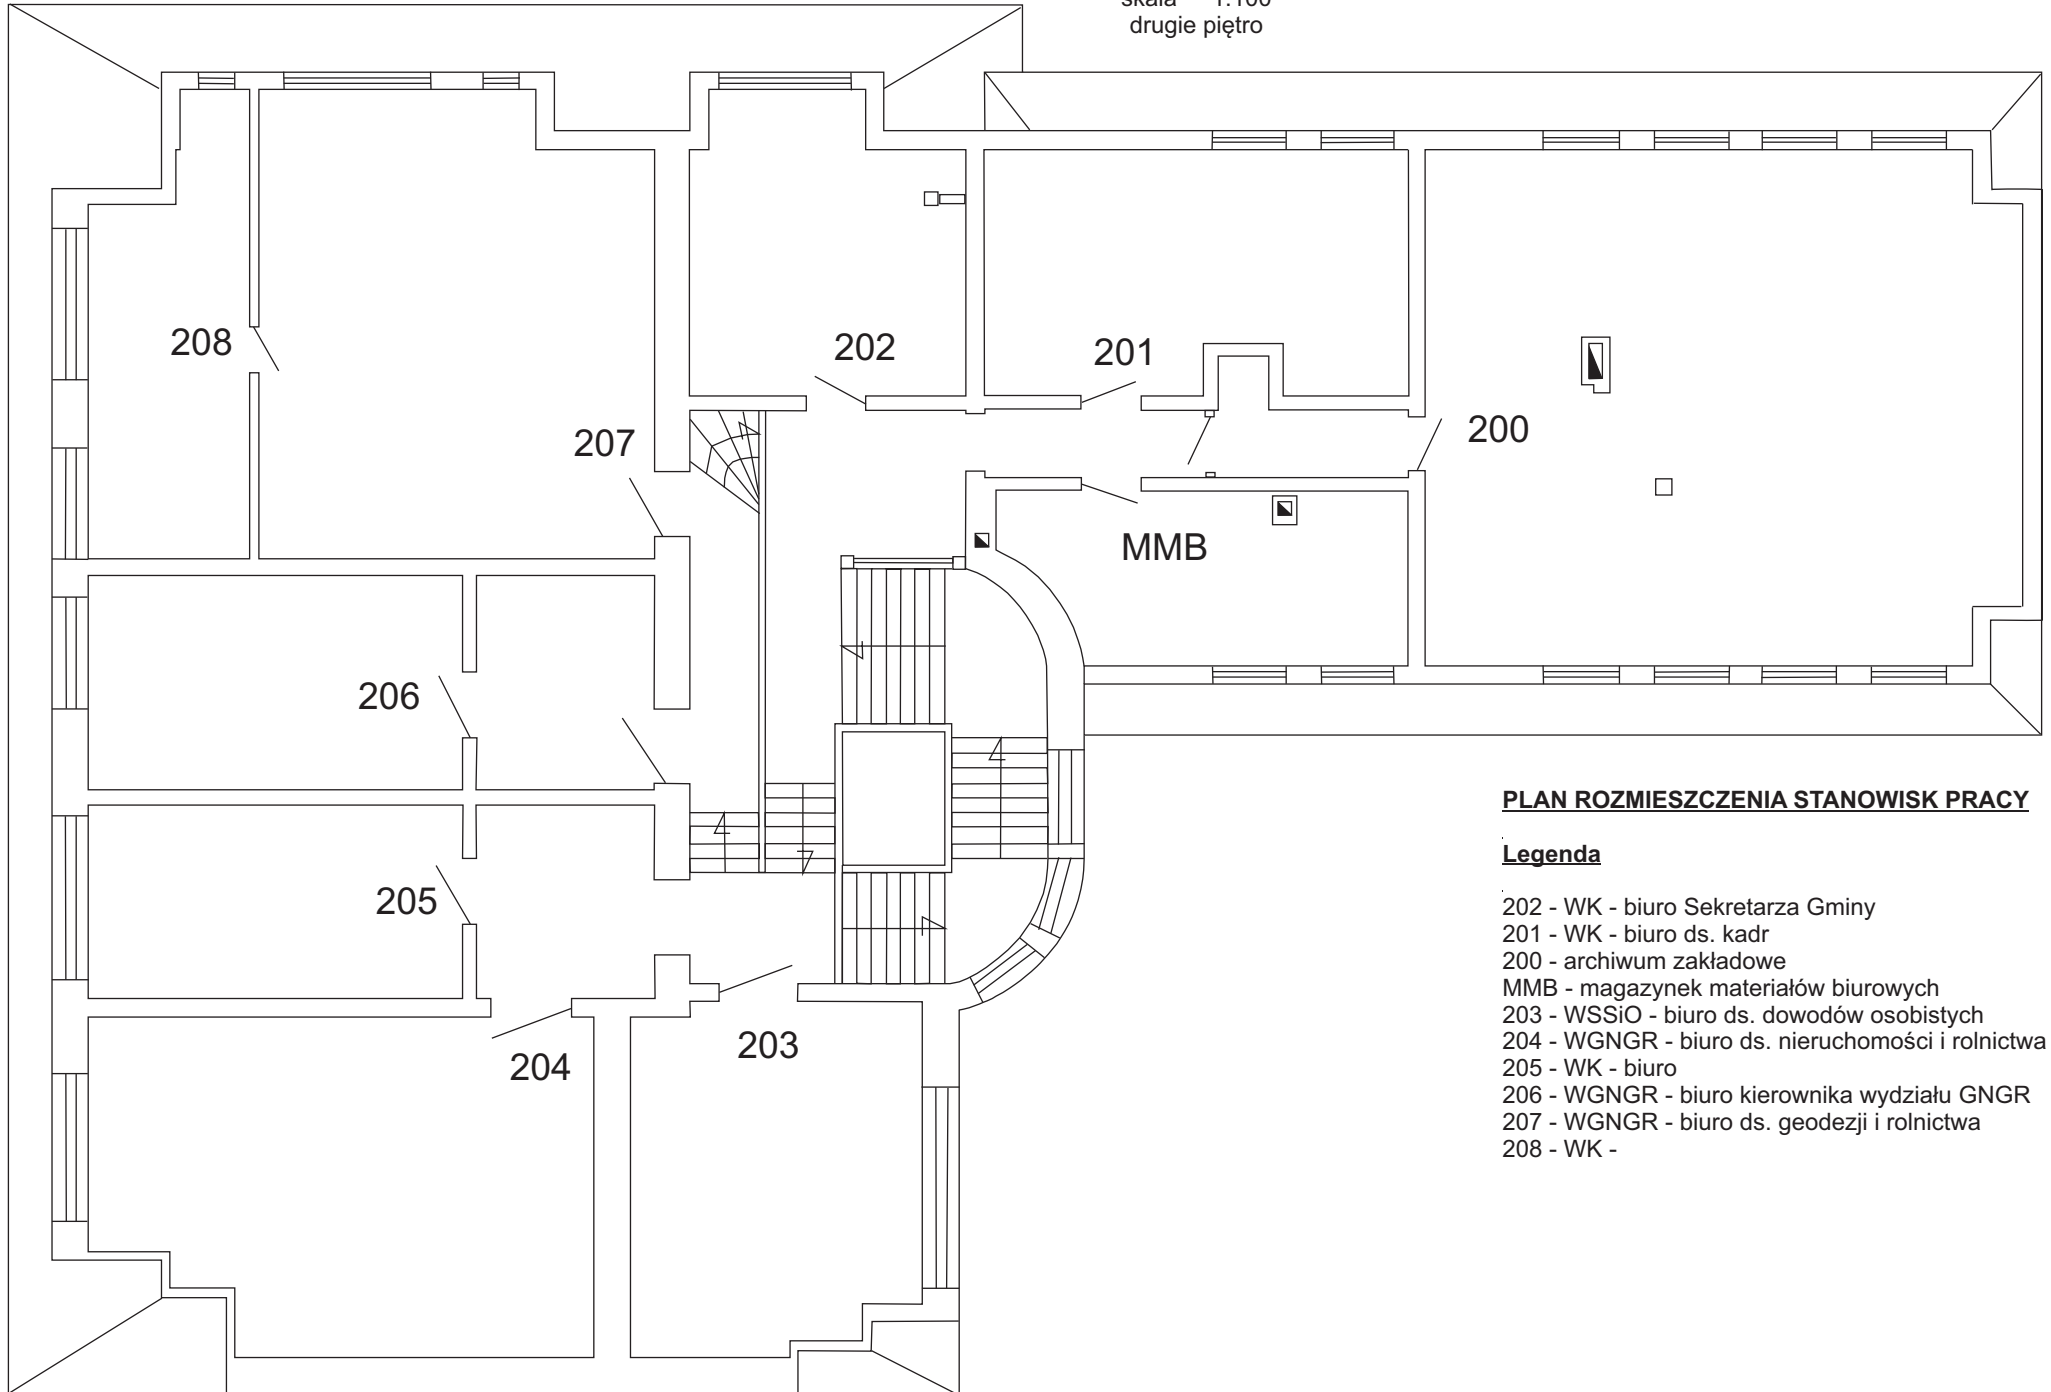 skala 1:100
drugie piętro
208
202
201
207
200
MMB
206
205
204
203
PLAN ROZMIESZCZENIA STANOWISK PRACY
Legenda
202 - WK - biuro Sekretarza Gminy
201 - WK - biuro ds. kadr
200 - archiwum zakładowe
MMB - magazynek materiałów biurowych
203 - WSSiO - biuro ds. dowodów osobistych
204 - WGNGR - biuro ds. nieruchomości i rolnictwa
205 - WK - biuro
206 - WGNGR - biuro kierownika wydziału GNGR
207 - WGNGR - biuro ds. geodezji i rolnictwa
208 - WK -